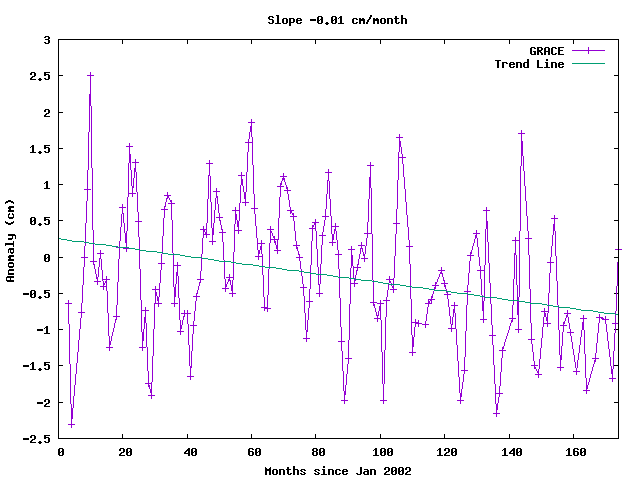 Slope -0.01 cm/month
GRACE
Trend Line
3
2.5
2
1.5
1
0.5
0
-0.5
-1
-1.5
-2
-2.5
Anomaly (cm)
0 20 40 60 80 100 120 140 160
Months since Jan 2002